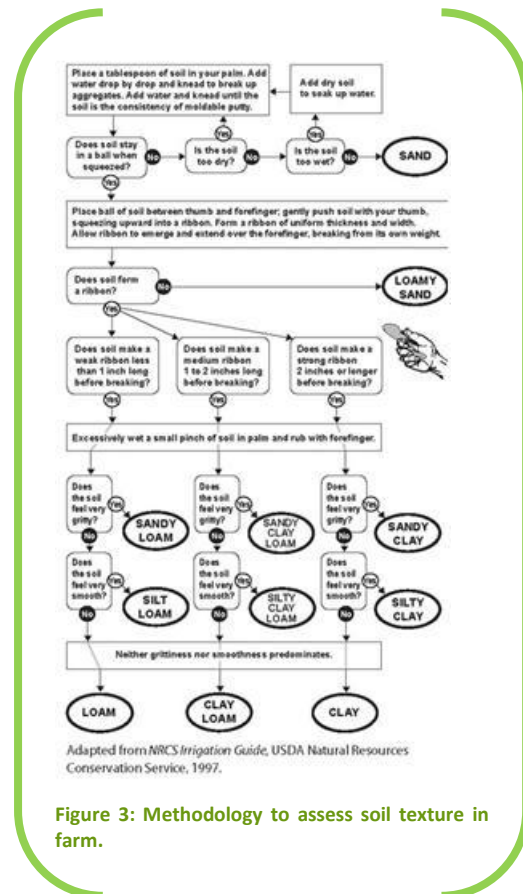 Place a tablespoon of soil in your palm. Add
water drop by drop and knead to break up
aggregates. Add water and knead until the
soil is the consistency of moldable putty.
Add dry soil
to soak up water.
Yes
Yes
Does soil stay
in a ball when
squeezed?
No
Is the soil
too dry?
No
Is the soil
too wet?
No
SAND
Yes
Place ball of soil between thumb and forefinger; gently push soil with your thumb,
squeezing upward into a ribbon. Form a ribbon of uniform thickness and width.
Allow ribbon to emerge and extend over the forefinger, breaking from its own weight.
Does soil form
a ribbon?
No
LOAMY
SAND
Yes
Does soil make a
weak ribbon less
than 1 inch long
before breaking?
Does soil make a
medium ribbon
1 to 2 inches long
before breaking?
Does soil make a
strong ribbon
2 inches or longer
before breaking?
Yes
Yes
Yes
Excessively wet a small pinch of soil in palm and rub with forefinger.
Does
the soil
feel very
gritty?
Yes
SANDY
LOAM
Does
the soil
feel very
gritty?
Yes
SANDY
CLAY
LOAM
Does
the soil
feel very
gritty?
Yes
SANDY
CLAY
No
No
No
Does
the soil
feel very
smooth?
Yes
SILT
LOAM
Does
the soil
feel very
smooth?
Yes
SILTY
CLAY
LOAM
Does
the soil
feel very
smooth?
Yes
SILTY
CLAY
No
No
No
Neither grittiness nor smoothness predominates.
LOAM
CLAY
LOAM
CLAY
Adapted from NRCS Irrigation Guide, USDA Natural Resources
Conservation Service, 1997.
Figure 3: Methodology to assess soil texture in
farm.